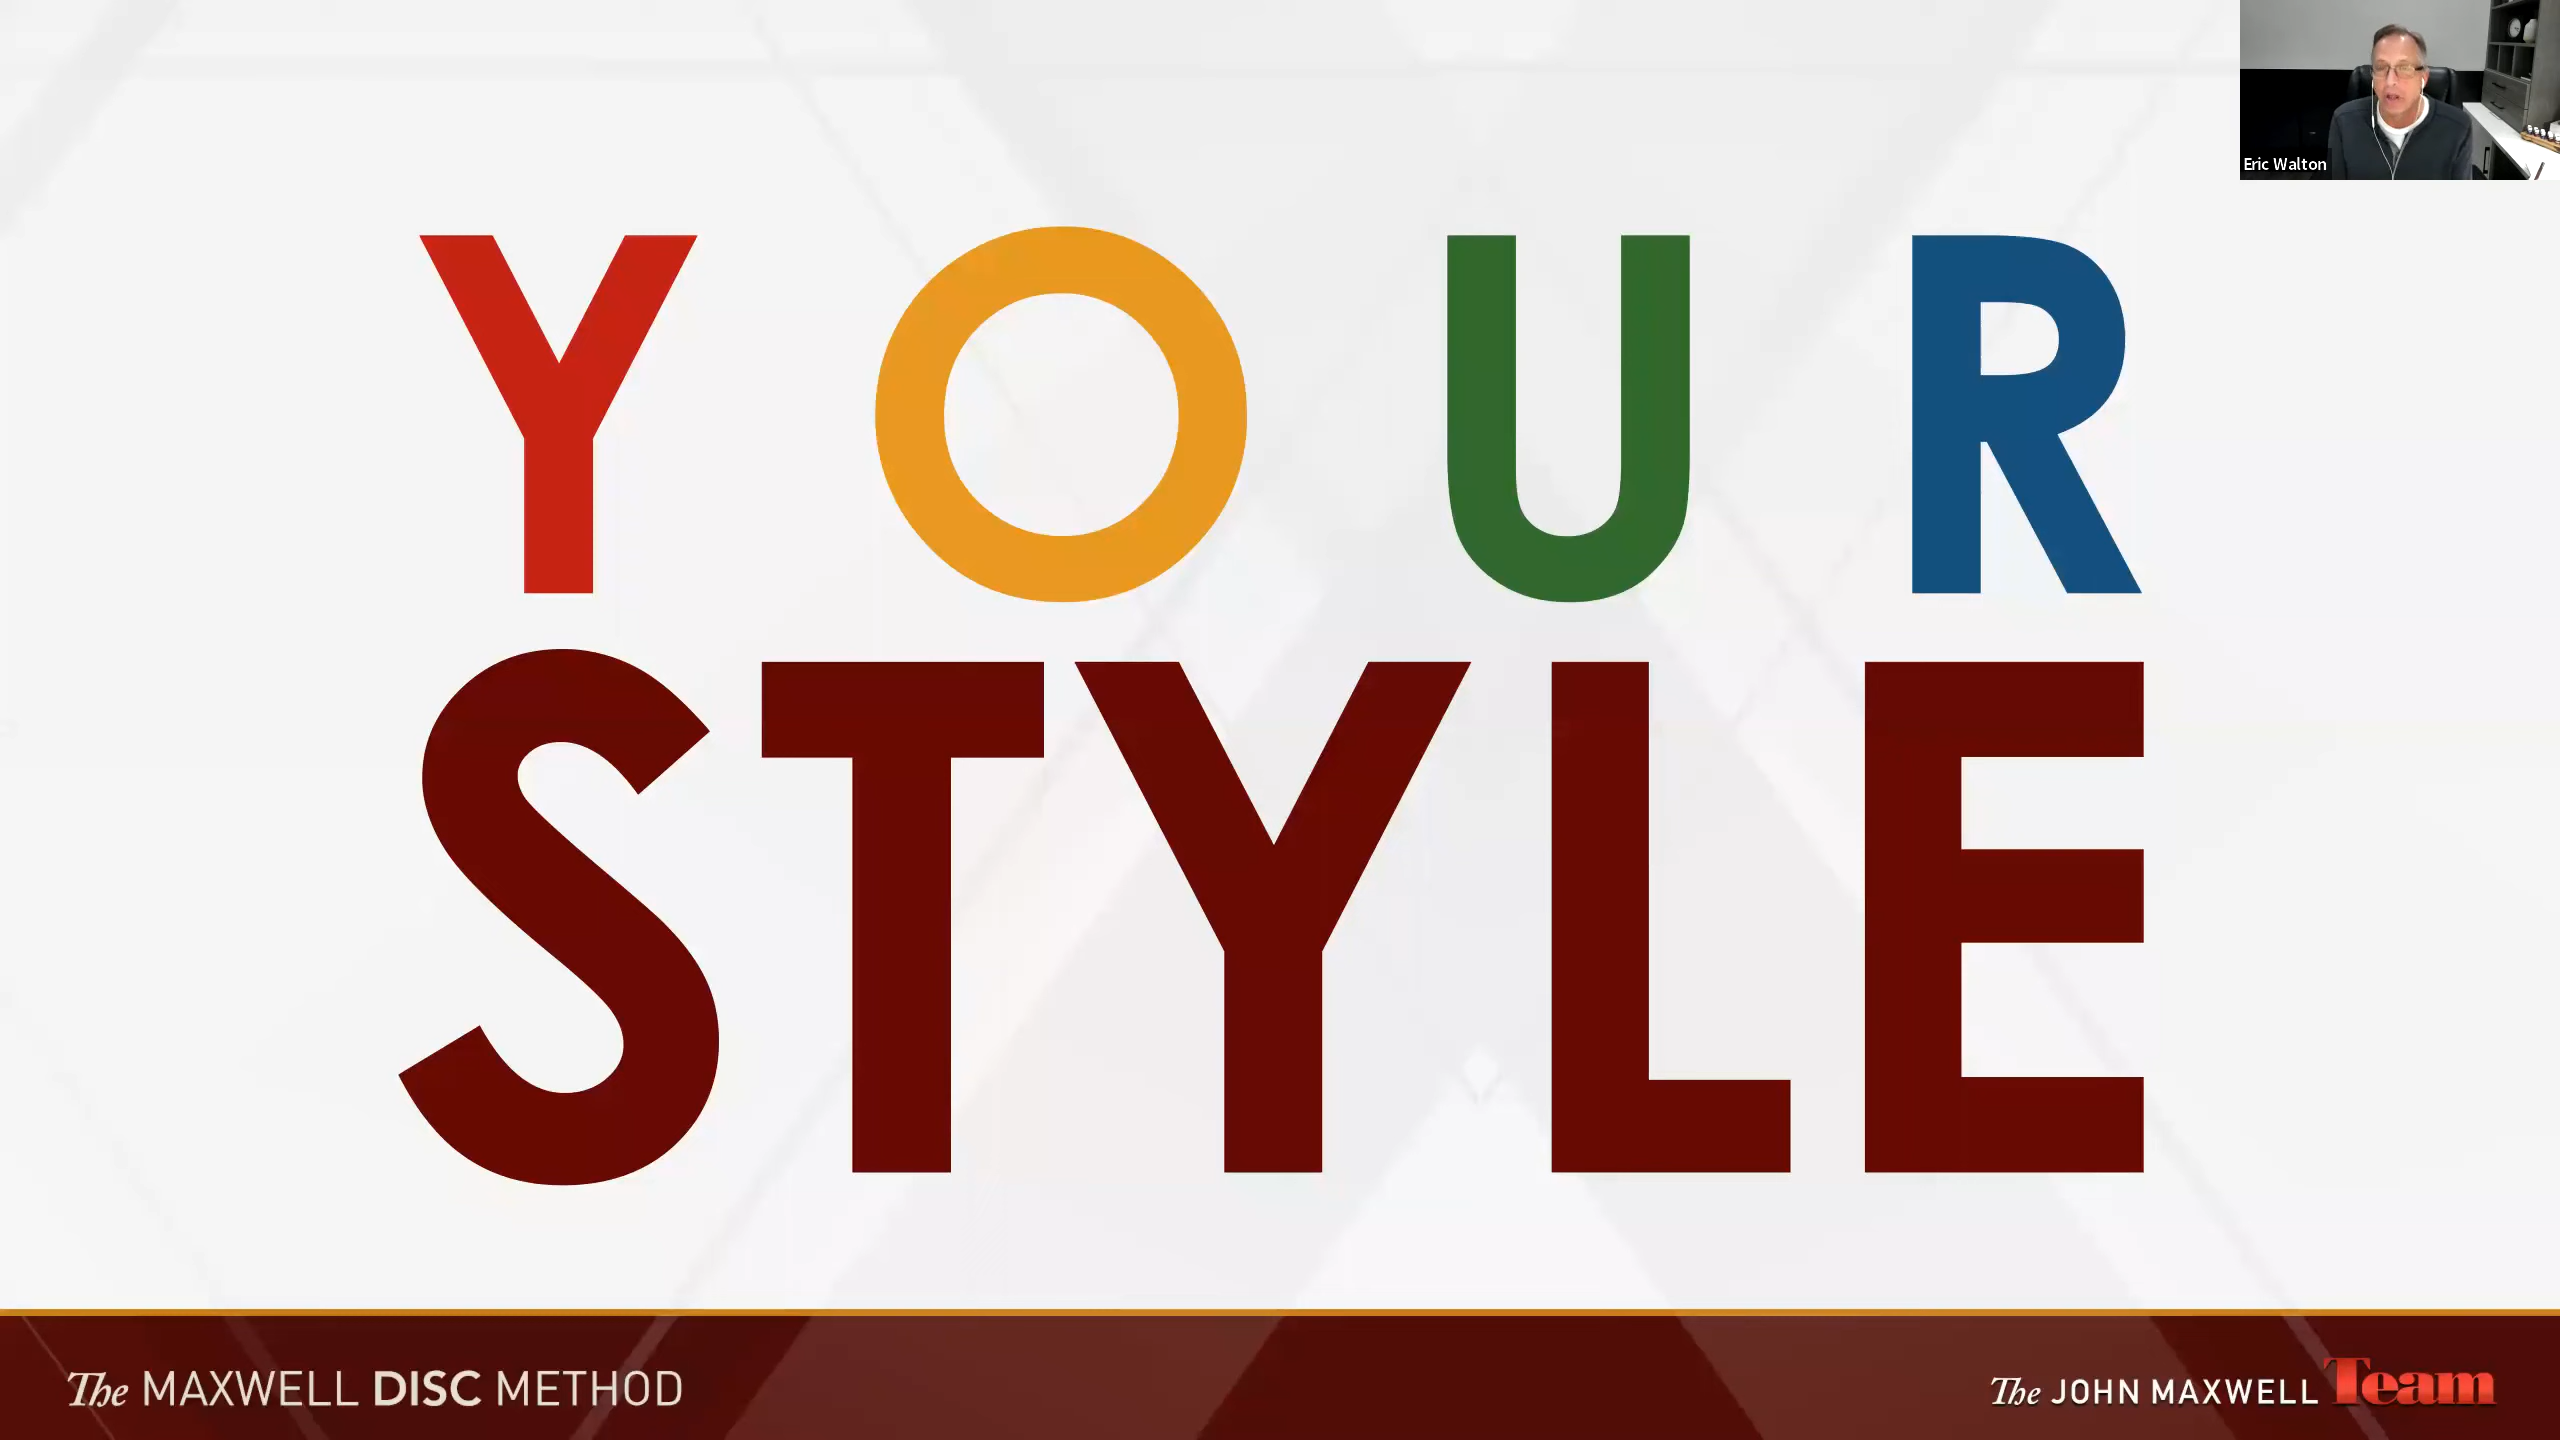 Eric Walton
YOUR
STYLE
The MAXWELL DISC METHOD
The JOHN MAXWELL Team